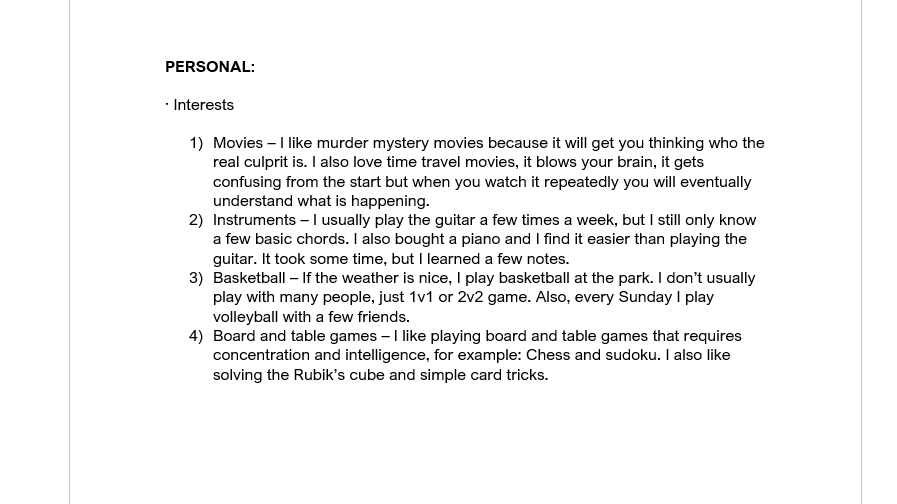 PERSONAL:
· Interests
1) Movies – I like murder mystery movies because it will get you thinking who the
real culprit is. I also love time travel movies, it blows your brain, it gets
confusing from the start but when you watch it repeatedly you will eventually
understand what is happening.
2) Instruments – I usually play the guitar a few times a week, but I still only know
a few basic chords. I also bought a piano and I find it easier than playing the
guitar. It took some time, but I learned a few notes.
3) Basketball – If the weather is nice, I play basketball at the park. I don’t usually
play with many people, just 1v1 or 2v2 game. Also, every Sunday I play
volleyball with a few friends.
4) Board and table games – I like playing board and table games that requires
concentration and intelligence, for example: Chess and sudoku. I also like
solving the Rubik’s cube and simple card tricks.